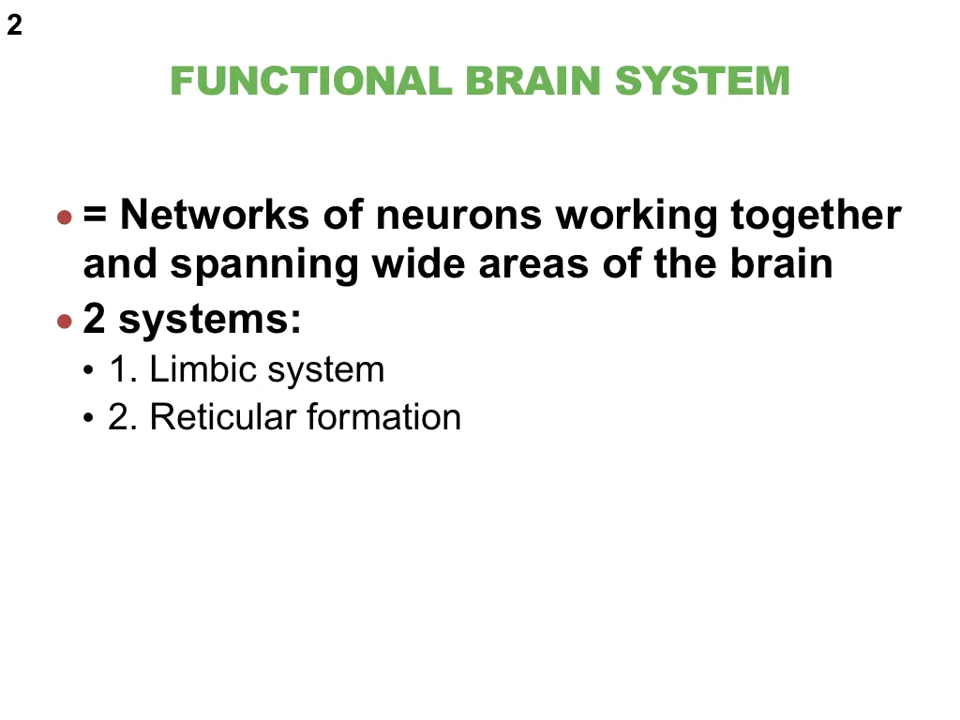 2
FUNCTIONAL BRAIN SYSTEM
• = Networks of neurons working together
and spanning wide areas of the brain
• 2 systems:
• 1. Limbic system
• 2. Reticular formation